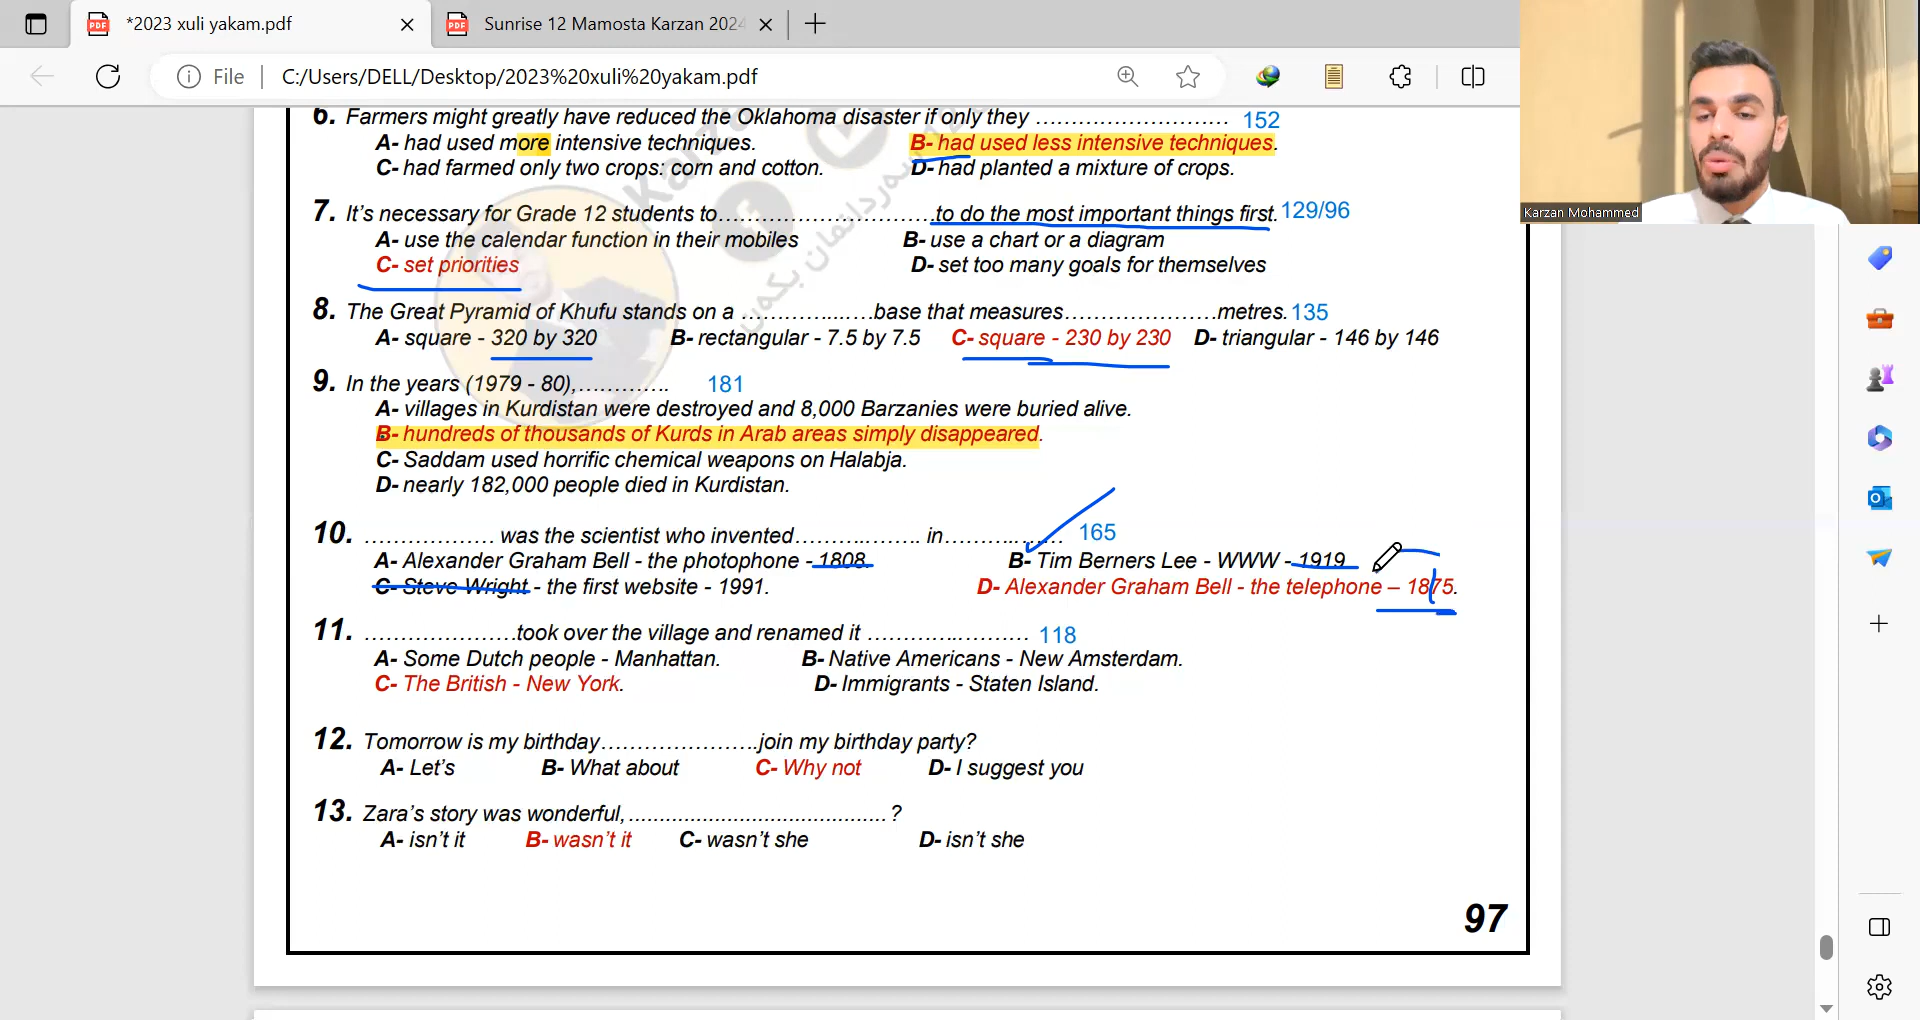 *2023 xuli yakam.pdf
Sunrise 12 Mamosta Karzan 2024
File
C:/Users/DELL/Desktop/2023%20xuli%20yakam.pdf
Karzan Mohammed
6. Farmers might greatly have reduced the Oklahoma disaster if only they ……………………… 152
A- had used more intensive techniques. B- had used less intensive techniques.
C- had farmed only two crops: corn and cotton. D- had planted a mixture of crops.
7. It's necessary for Grade 12 students to…………………………to do the most important things first. 129/96
A- use the calendar function in their mobiles B- use a chart or a diagram
C- set priorities D- set too many goals for themselves
8. The Great Pyramid of Khufu stands on a …………....….base that measures…………………metres. 135
A- square - 320 by 320 B- rectangular - 7.5 by 7.5 C- square - 230 by 230 D- triangular - 146 by 146
9. In the years (1979 - 80),…………. 181
A- villages in Kurdistan were destroyed and 8,000 Barzanies were buried alive.
B- hundreds of thousands of Kurds in Arab areas simply disappeared.
C- Saddam used horrific chemical weapons on Halabja.
D- nearly 182,000 people died in Kurdistan.
10. ……………… was the scientist who invented……….……. in………..…… 165
A- Alexander Graham Bell - the photophone - 1808. B- Tim Berners Lee - WWW - 1919
C- Steve Wright - the first website - 1991. D- Alexander Graham Bell - the telephone – 1875.
11. …………………took over the village and renamed it …………..……… 118
A- Some Dutch people - Manhattan. B- Native Americans - New Amsterdam.
C- The British - New York. D- Immigrants - Staten Island.
12. Tomorrow is my birthday………………….join my birthday party?
A- Let's B- What about C- Why not D- I suggest you
13. Zara's story was wonderful,..........................................?
A- isn't it B- wasn't it C- wasn't she D- isn't she
97